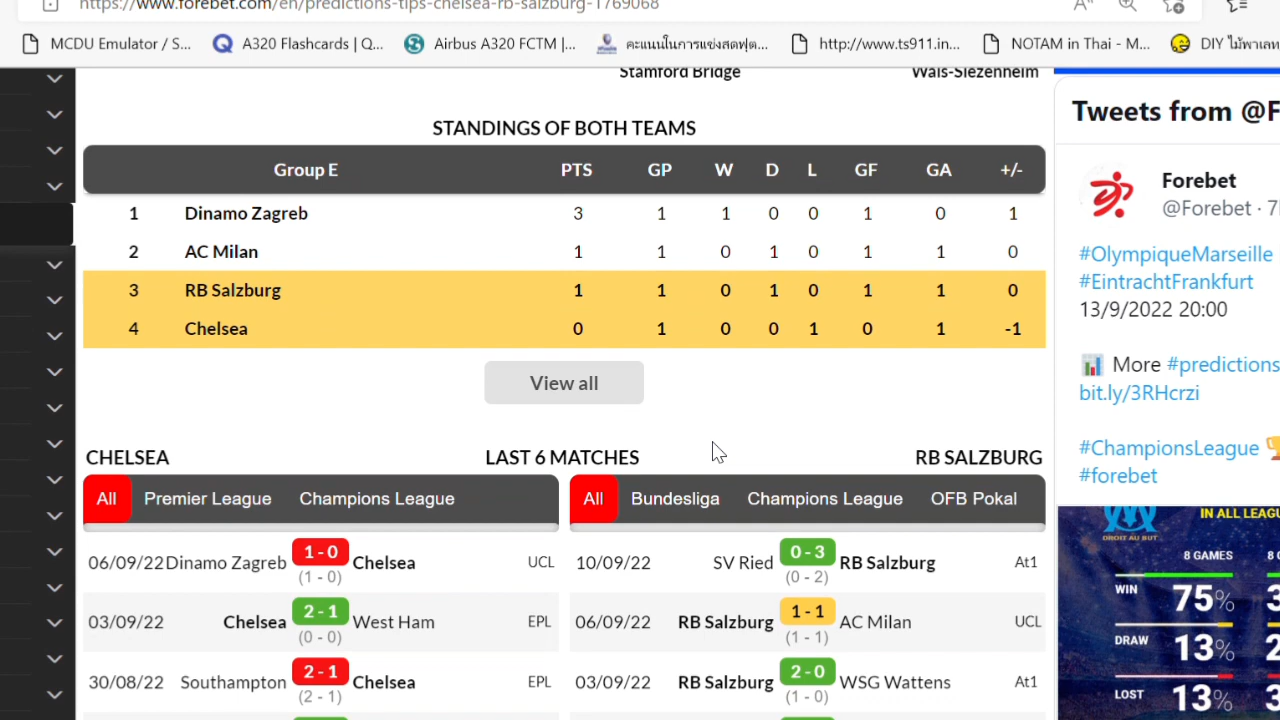 https://www.forebet.com/en/predictions-tips-chelsea-rb-salzburg-1769068
MCDU Emulator / S... A320 Flashcards | Q... Airbus A320 FCTM |... คะแนนในการแข่งสดฟุต... http://www.ts911.in... NOTAM in Thai - M... DIY ไม้พาเลท
Stamford Bridge Wals-Siezenheim
STANDINGS OF BOTH TEAMS
Group E PTS GP W D L GF GA +/-
1 Dinamo Zagreb 3 1 1 0 0 1 0 1
2 AC Milan 1 1 0 1 0 1 1 0
3 RB Salzburg 1 1 0 1 0 1 1 0
4 Chelsea 0 1 0 0 1 0 1 -1
View all
CHELSEA LAST 6 MATCHES RB SALZBURG
All Premier League Champions League
06/09/22 Dinamo Zagreb 1 - 0 Chelsea UCL
(1 - 0)
03/09/22 Chelsea 2 - 1 West Ham EPL
(0 - 0)
30/08/22 Southampton 2 - 1 Chelsea EPL
(2 - 1)
All Bundesliga Champions League OFB Pokal
10/09/22 SV Ried 0 - 3 RB Salzburg At1
(0 - 2)
06/09/22 RB Salzburg 1 - 1 AC Milan UCL
(1 - 1)
03/09/22 RB Salzburg 2 - 0 WSG Wattens At1
(1 - 0)
Tweets from @F
Forebet
@Forebet · 7
#OlympiqueMarseille
#EintrachtFrankfurt
13/9/2022 20:00
More #predictions
bit.ly/3RHcrzi
#ChampionsLeague
#forebet
DROIT AU BUT
IN ALL LEAGU
8 GAMES 8
WIN 75% 3
DRAW 13% 2
LOST 13% 3